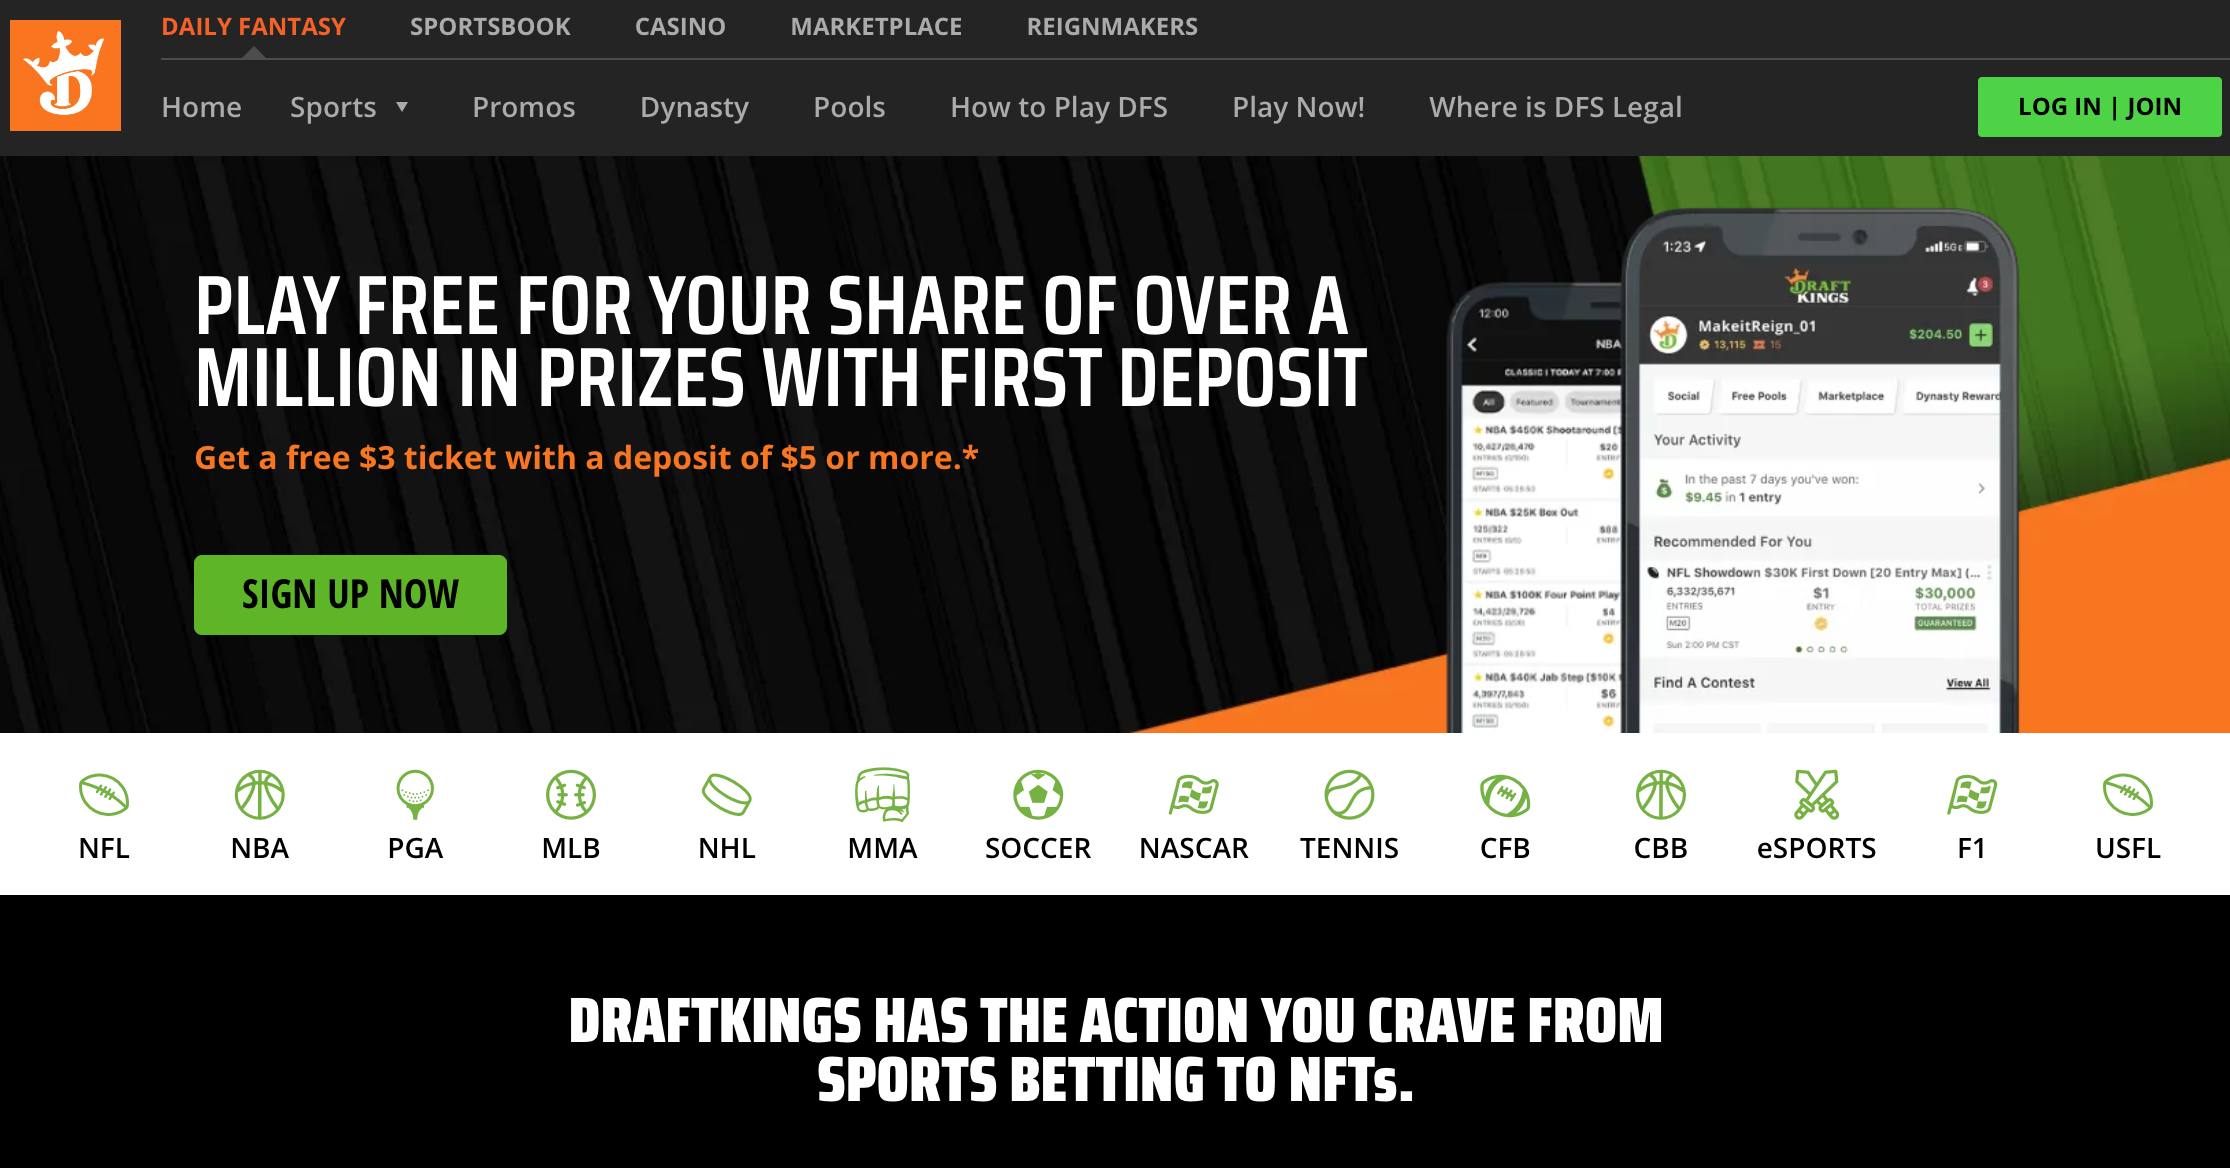 DAILY FANTASY SPORTSBOOK CASINO MARKETPLACE REIGNMAKERS
Home Sports Promos Dynasty Pools How to Play DFS Play Now! Where is DFS Legal
LOG IN | JOIN
PLAY FREE FOR YOUR SHARE OF OVER A
MILLION IN PRIZES WITH FIRST DEPOSIT
Get a free $3 ticket with a deposit of $5 or more.*
SIGN UP NOW
12:00
NBA
CLASSIC | TODAY AT 7:00
All Featured Tournament
NBA $450K Shootaround
10,427/26,470 $20
NBA $25K Box Out
125/322
NBA $100K Four Point Play
14,423/29,726 $4
NBA $40K Jab Step [$10K
4,397/7,843 $6
1:23 5G
DRAFT
KINGS
3
MakeitReign_01
13,115 15
$204.50
Social Free Pools Marketplace Dynasty Reward
Your Activity
In the past 7 days you've won:
$9.45 in 1 entry
Recommended For You
NFL Showdown $30K First Down [20 Entry Max] (...
6,332/35,671 $1 $30,000
ENTRIES ENTRY TOTAL PRIZES
M20 GUARANTEED
Sun 2:00 PM CST
Find A Contest View All
NFL NBA PGA MLB NHL MMA SOCCER NASCAR TENNIS CFB CBB eSPORTS F1 USFL
DRAFTKINGS HAS THE ACTION YOU CRAVE FROM
SPORTS BETTING TO NFTs.